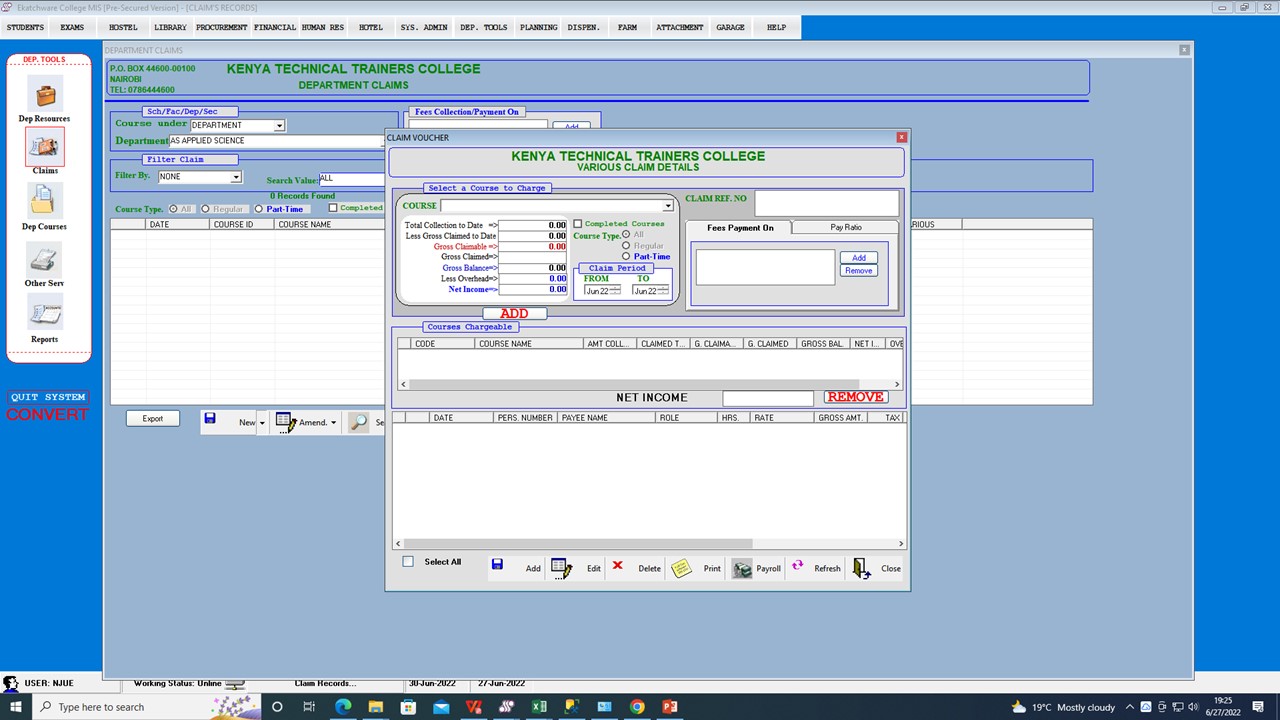 Ekatchware College MIS [Pre-Secured Version] - [CLAIM'S RECORDS]
STUDENTS EXAMS HOSTEL LIBRARY PROCUREMENT FINANCIAL HUMAN RES HOTEL SYS. ADMIN DEP. TOOLS PLANNING DISPEN. FARM ATTACHMENT GARAGE HELP
DEP. TOOLS
Dep Resources
Claims
Dep Courses
Other Serv
Reports
QUIT SYSTEM
CONVERT
DEPARTMENT CLAIMS
P.O. BOX 44600-00100
NAIROBI
TEL: 0786444600
KENYA TECHNICAL TRAINERS COLLEGE
DEPARTMENT CLAIMS
Sch/Fac/Dep/Sec
Course under DEPARTMENT
Department AS APPLIED SCIENCE
Fees Collection/Payment On
Add
Filter Claim
Filter By. NONE
Search Value: ALL
0 Records Found
Course Type. All Regular Part-Time Completed
DATE COURSE ID COURSE NAME
Export New Amend. Se
CLAIM VOUCHER
KENYA TECHNICAL TRAINERS COLLEGE
VARIOUS CLAIM DETAILS
Select a Course to Charge
COURSE
CLAIM REF. NO
Total Collection to Date => 0.00
Less Gross Claimed to Date 0.00
Gross Claimable => 0.00
Gross Claimed=>
Gross Balance=> 0.00
Less Overhead=> 0.00
Net Income=> 0.00
Completed Courses
Course Type. All
Regular
Part-Time
Claim Period
FROM TO
Jun 22 Jun 22
Fees Payment On Pay Ratio
Add
Remove
ADD
Courses Chargeable
CODE COURSE NAME AMT COLL... CLAIMED T... G. CLAIMA... G. CLAIMED GROSS BAL. NET I... OVE
NET INCOME REMOVE
DATE PERS. NUMBER PAYEE NAME ROLE HRS. RATE GROSS AMT. TAX
Select All Add Edit Delete Print Payroll Refresh Close
USER: NJUE Working Status: Online Claim Records... 30-Jun-2022 27-Jun-2022
Type here to search
19°C Mostly cloudy
19:25
6/27/2022